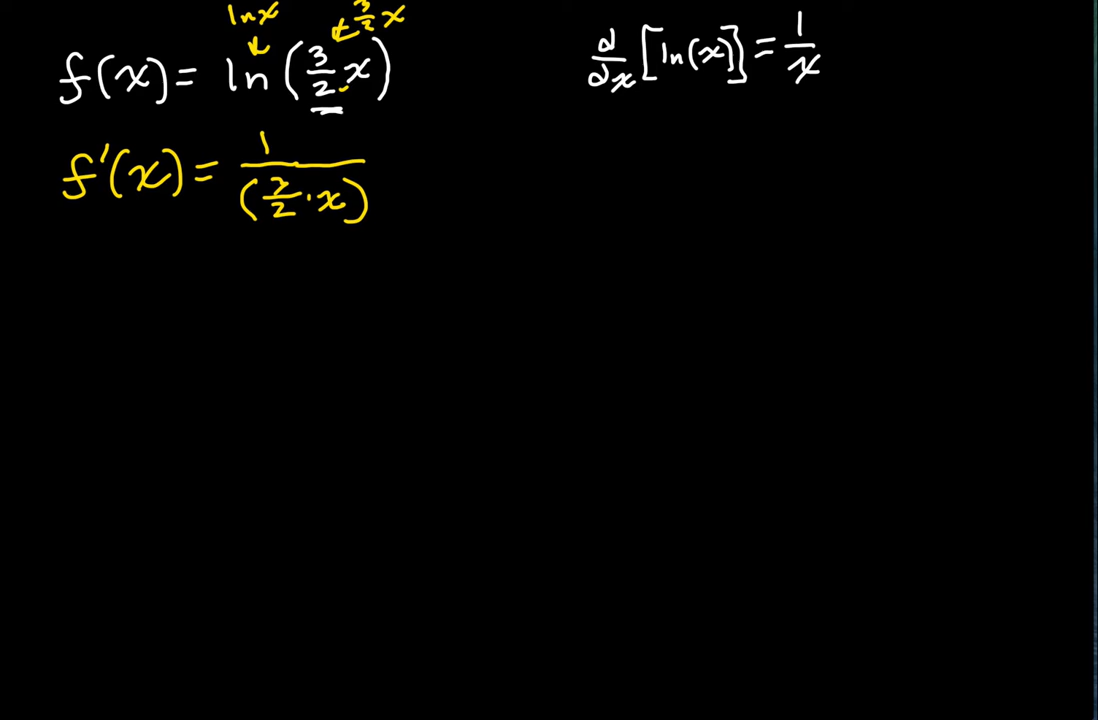 ln x
3/2 x
f(x) = ln(3/2 x)
d/dx [ln(x)] = 1/x
f'(x) = 1/(3/2 · x)